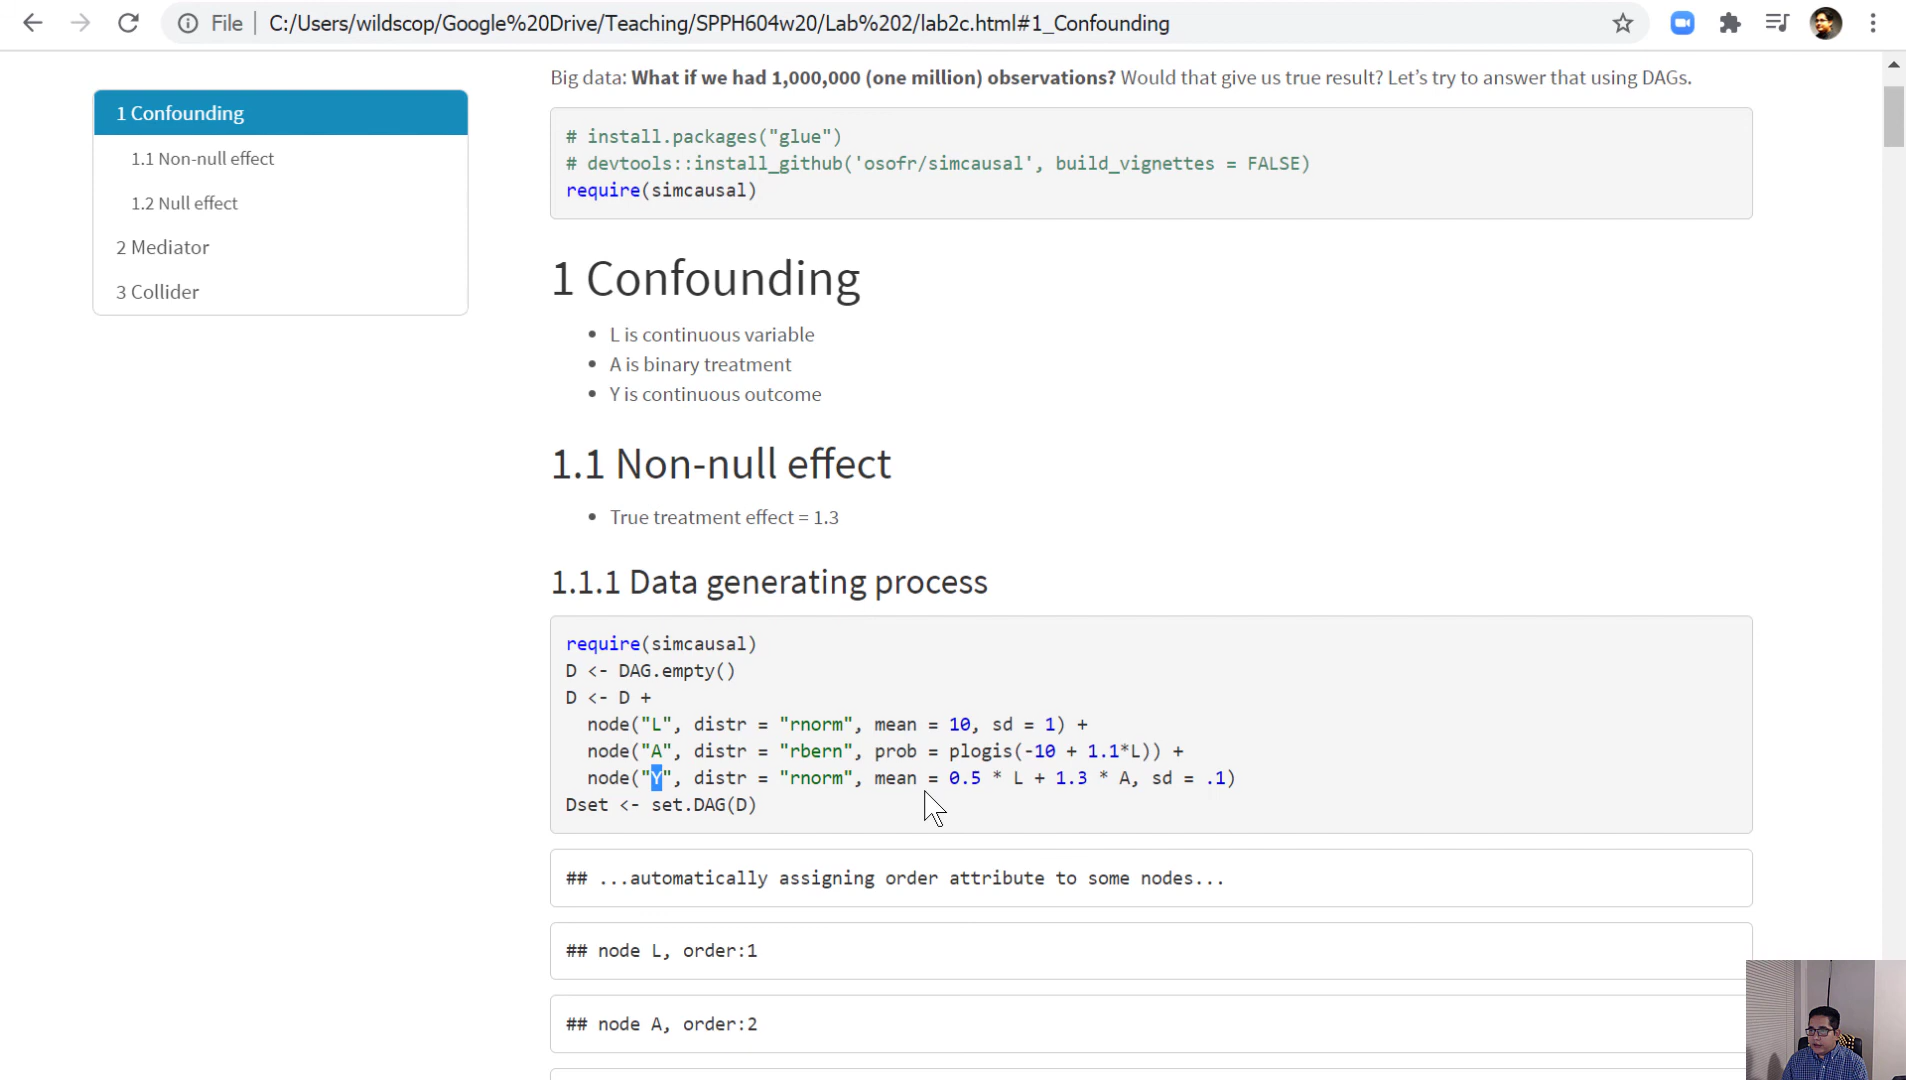 File C:/Users/wildscop/Google%20Drive/Teaching/SPPH604w20/Lab%202/lab2c.html#1_Confounding
1 Confounding
1.1 Non-null effect
1.2 Null effect
2 Mediator
3 Collider
Big data: What if we had 1,000,000 (one million) observations? Would that give us true result? Let's try to answer that using DAGs.
# install.packages("glue")
# devtools::install_github('osofr/simcausal', build_vignettes = FALSE)
require(simcausal)
1 Confounding
• L is continuous variable
• A is binary treatment
• Y is continuous outcome
1.1 Non-null effect
• True treatment effect = 1.3
1.1.1 Data generating process
require(simcausal)
D <- DAG.empty()
D <- D +
node("L", distr = "rnorm", mean = 10, sd = 1) +
node("A", distr = "rbern", prob = plogis(-10 + 1.1*L)) +
node("Y", distr = "rnorm", mean = 0.5 * L + 1.3 * A, sd = .1)
Dset <- set.DAG(D)
## ...automatically assigning order attribute to some nodes...
## node L, order:1
## node A, order:2